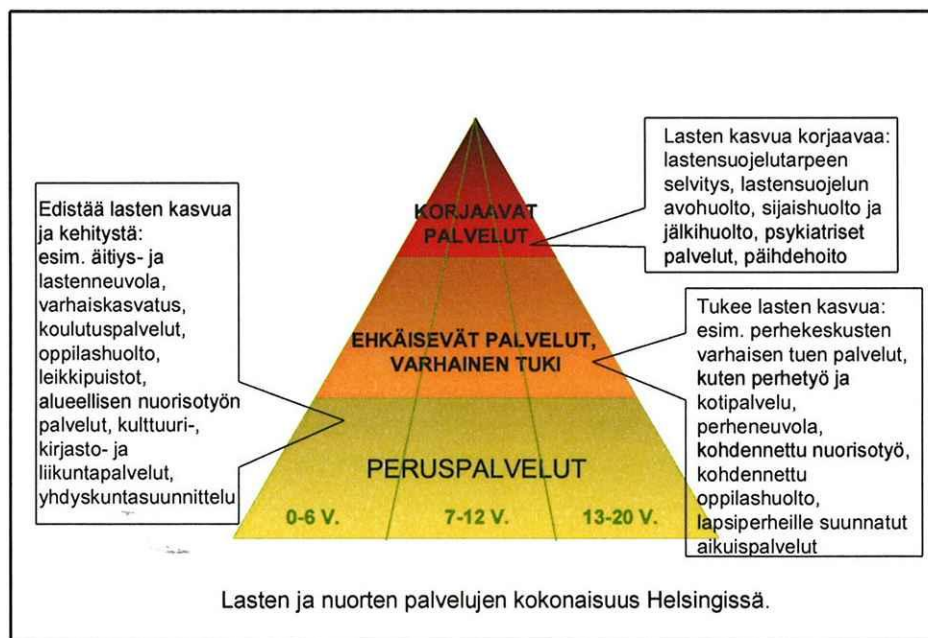 Lasten kasvua korjaavaa:
lastensuojelutarpeen
selvitys, lastensuojelun
avohuolto, sijaishuolto ja
jälkihuolto, psykiatriset
palvelut, päihdehoito
KORJAAVAT
PALVELUT
Edistää lasten kasvua
ja kehitystä:
esim. äitiys- ja
lastenneuvola,
varhaiskasvatus,
koulutuspalvelut,
oppilashuolto,
leikkipuistot,
alueellisen nuorisotyön
palvelut, kulttuuri-,
kirjasto- ja
liikuntapalvelut,
yhdyskuntasuunnittelu
EHKÄISEVÄT PALVELUT,
VARHAINEN TUKI
Tukee lasten kasvua:
esim. perhekeskusten
varhaisen tuen palvelut,
kuten perhetyö ja
kotipalvelu,
perheneuvola,
kohdennettu nuorisotyö,
kohdennettu
oppilashuolto,
lapsiperheille suunnatut
aikuispalvelut
PERUSPALVELUT
0-6 V.
7-12 V.
13-20 V.
Lasten ja nuorten palvelujen kokonaisuus Helsingissä.